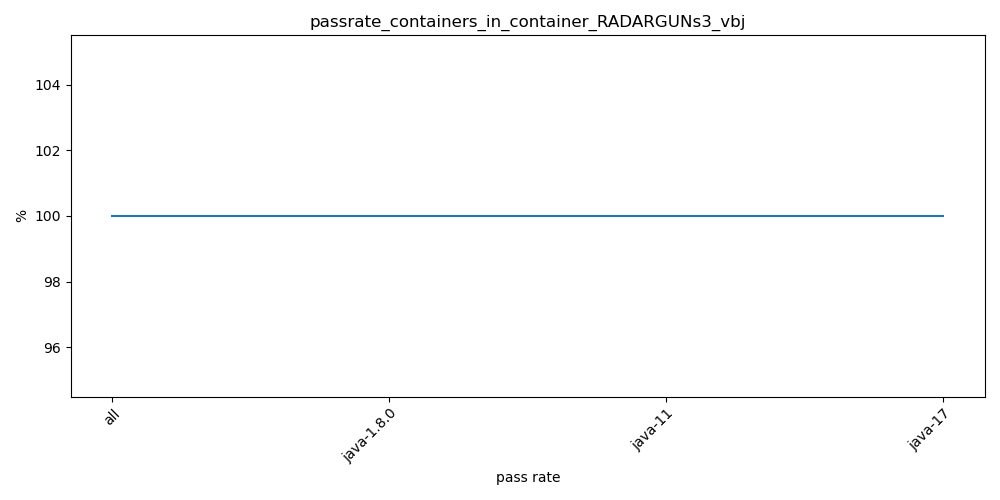 passrate_containers_in_container_RADARGUNs3_vbj
104
102
100
98
96
%
all
java-1.8.0
java-11
java-17
pass rate